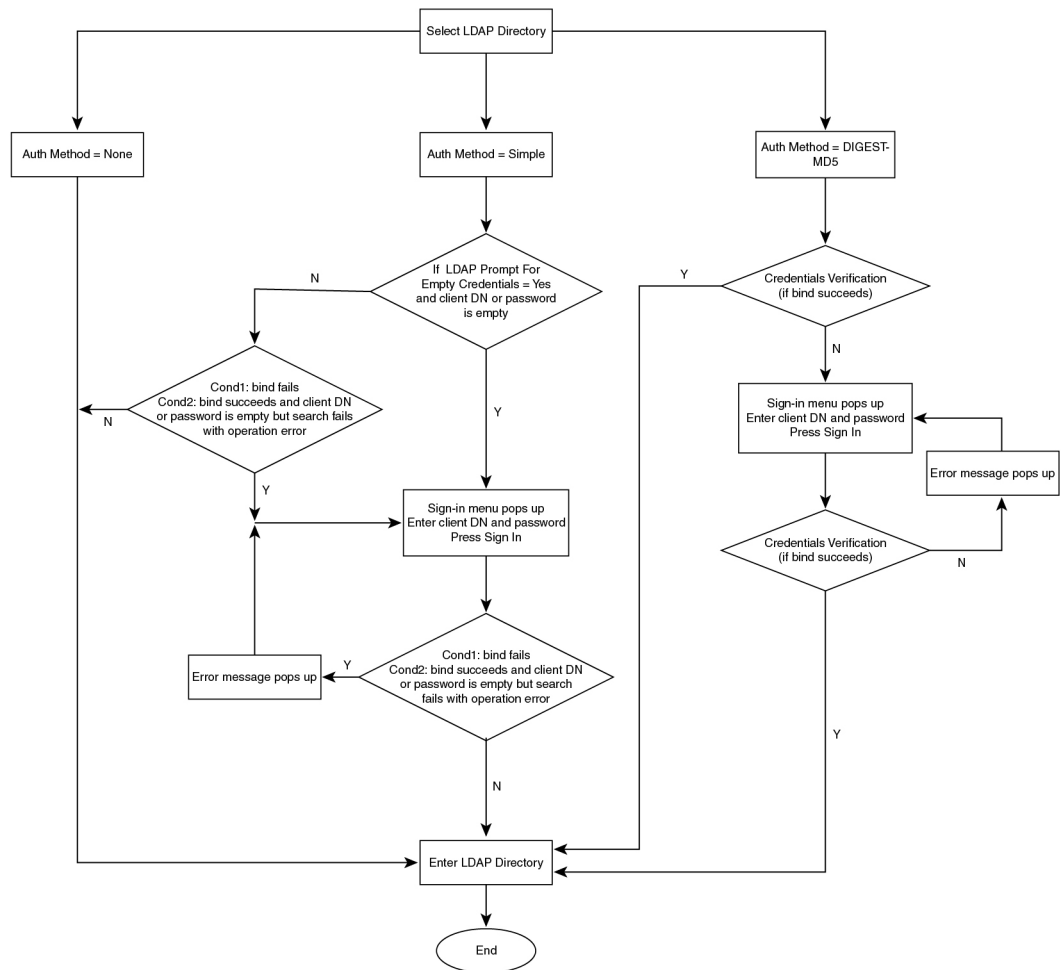 Select LDAP Directory
Auth Method = None
Auth Method = Simple
Auth Method = DIGEST-
MD5
N
If LDAP Prompt For
Empty Credentials = Yes
and client DN or password
is empty
Y
Credentials Verification
(if bind succeeds)
N
Cond1: bind fails
Cond2: bind succeeds and client DN
or password is empty but search fails
with operation error
N
Y
Y
Sign-in menu pops up
Enter client DN and password
Press Sign In
Error message pops up
Sign-in menu pops up
Enter client DN and password
Press Sign In
Credentials Verification
(if bind succeeds)
N
Error message pops up
Y
Cond1: bind fails
Cond2: bind succeeds and client DN
or password is empty but search
fails with operation error
Y
N
Enter LDAP Directory
End